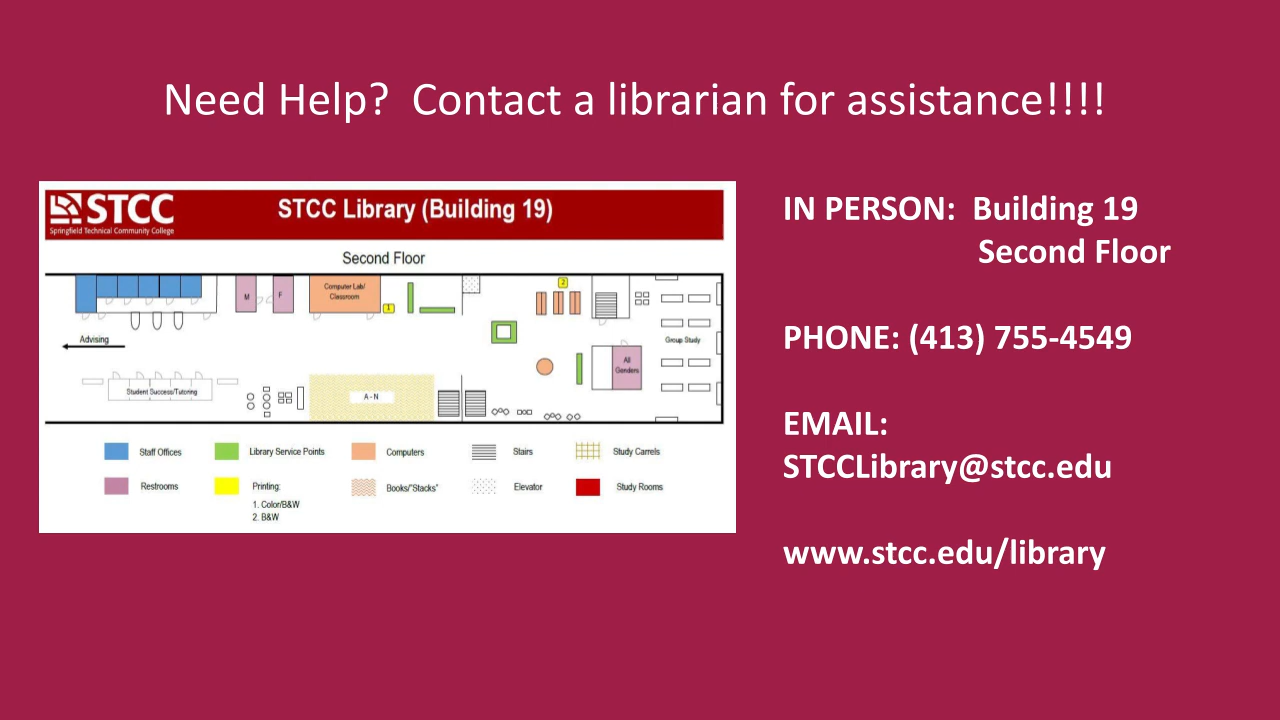 Need Help?  Contact a librarian for assistance!!!!
STCC
Springfield Technical Community College
STCC Library (Building 19)
Second Floor
M
F
Computer Lab/
Classroom
1
2
Advising
Group Study
All
Genders
Student Success/Tutoring
A - N
Staff Offices
Library Service Points
Computers
Stairs
Study Carrels
Restrooms
Printing:
1. Color/B&W
2. B&W
Books/"Stacks"
Elevator
Study Rooms
IN PERSON:  Building 19
Second Floor
PHONE: (413) 755-4549
EMAIL:
STCCLibrary@stcc.edu
www.stcc.edu/library